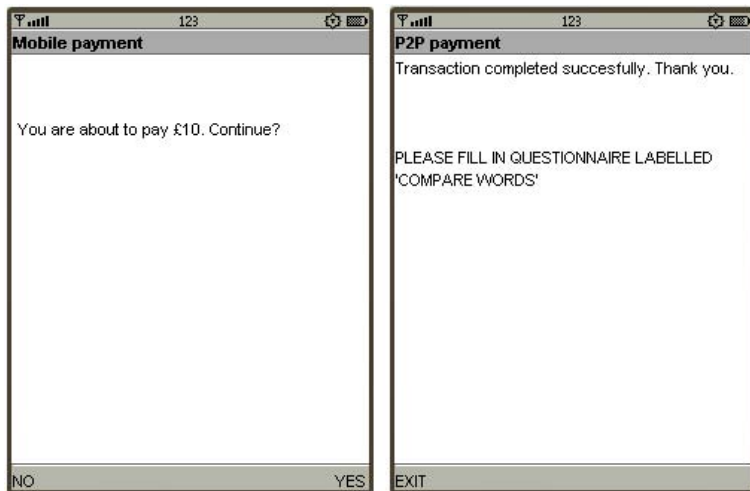 123
Mobile payment
You are about to pay £10. Continue?
NO YES
123
P2P payment
Transaction completed succesfully. Thank you.
PLEASE FILL IN QUESTIONNAIRE LABELLED
'COMPARE WORDS'
EXIT